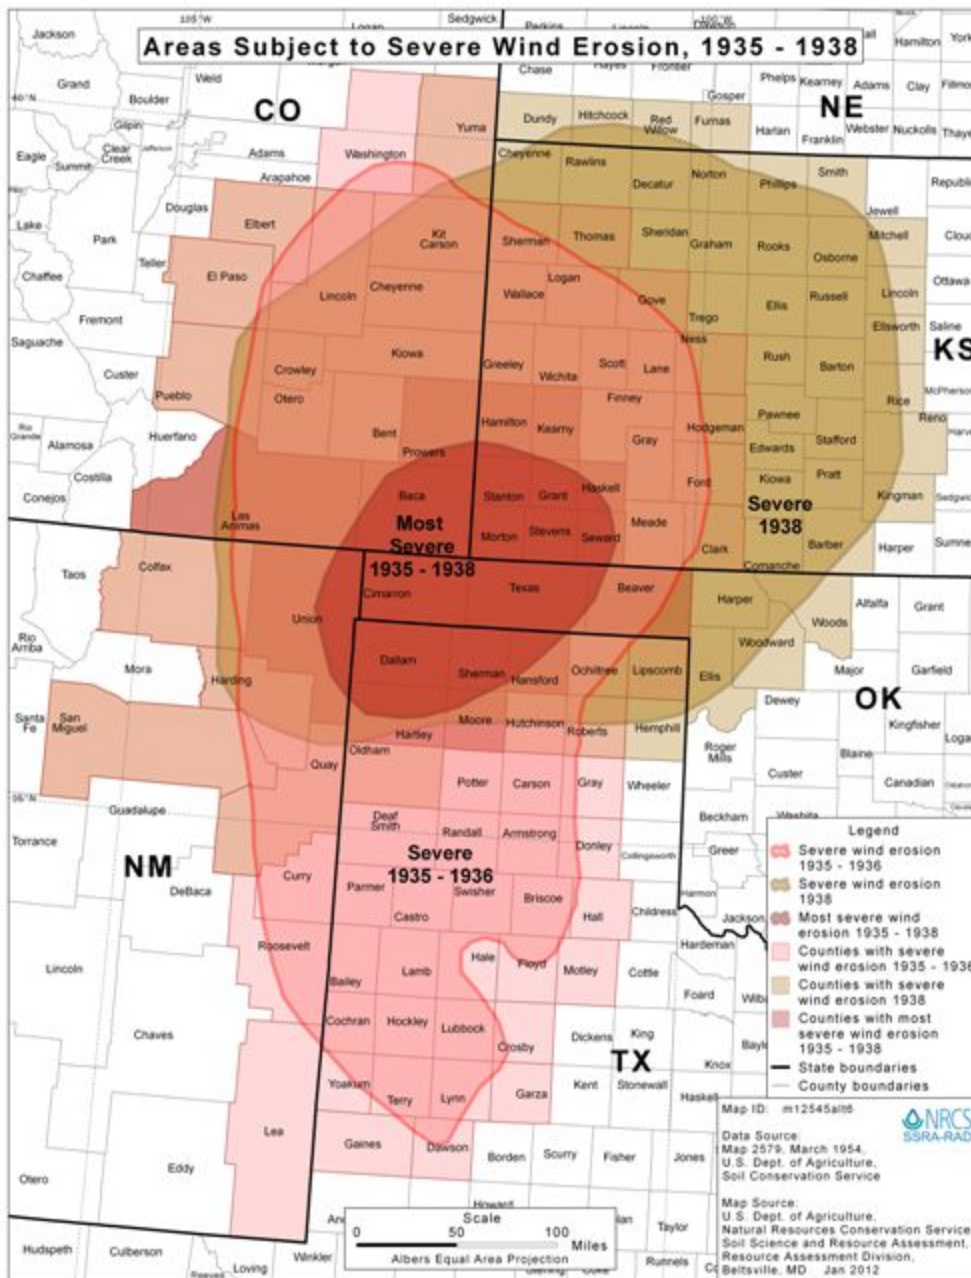 105°W
100°W
Areas Subject to Severe Wind Erosion, 1935 - 1938
Jackson
Logan
Sedgwick
Perkins
Hamilton
York
Grand
Weld
Chase
Hayes
Frontier
Phelps
Kearney
Adams
Clay
40°N
Boulder
CO
Gosper
NE
Gilpin
Yuma
Dundy
Hitchcock
Red
Willow
Furnas
Harlan
Franklin
Webster
Nuckolls
Eagle
Clear
Creek
Jefferson
Summit
Adams
Washington
Cheyenne
Rawlins
Norton
Smith
Arapahoe
Decatur
Phillips
Republic
Lake
Douglas
Elbert
Jewell
Park
Kit
Carson
Sherman
Thomas
Sheridan
Graham
Rooks
Mitchell
Cloud
Osborne
Chaffee
Teller
El Paso
Lincoln
Cheyenne
Wallace
Logan
Gove
Ellis
Russell
Lincoln
Ottawa
Fremont
Trego
Ellsworth
Saline
Saguache
Kiowa
Ness
KS
Custer
Crowley
Greeley
Wichita
Scott
Lane
Rush
Barton
McPherson
Pueblo
Otero
Finney
Rice
Reno
Rio
Grande
Alamosa
Huerfano
Bent
Prowers
Hamilton
Kearny
Gray
Hodgeman
Pawnee
Edwards
Stafford
Costilla
Conejos
Baca
Stanton
Grant
Haskell
Ford
Kiowa
Pratt
Kingman
Sedgwick
Las
Animas
Most
Severe
1935 - 1938
Morton
Stevens
Seward
Meade
Severe
1938
Clark
Barber
Harper
Sumner
Comanche
Taos
Colfax
Cimarron
Texas
Beaver
Harper
Woods
Alfalfa
Grant
Union
Rio
Arriba
Mora
Harding
Dallam
Sherman
Hansford
Ochiltree
Lipscomb
Ellis
Woodward
Major
Garfield
Santa
Fe
San
Miguel
Hartley
Moore
Hutchinson
Roberts
Hemphill
Dewey
OK
Kingfisher
Quay
Oldham
Roger
Mills
Blaine
Potter
Carson
Gray
Wheeler
Custer
Canadian
35°N
Guadalupe
Torrance
Deaf
Smith
Randall
Armstrong
Donley
Collingsworth
Beckham
Washita
Greer
NM
Severe
1935 - 1936
DeBaca
Curry
Parmer
Castro
Swisher
Briscoe
Hall
Childress
Harmon
Jackson
Roosevelt
Hardeman
Lincoln
Bailey
Lamb
Hale
Floyd
Motley
Cottle
Foard
Chaves
Cochran
Hockley
Lubbock
Crosby
Dickens
King
Knox
TX
Yoakum
Terry
Lynn
Garza
Kent
Stonewall
Haskell
Lea
Gaines
Dawson
Borden
Scurry
Fisher
Jones
Otero
Eddy
Howard
Taylor
Hudspeth
Culberson
Loving
Winkler
Runnels
Legend
Severe wind erosion
1935 - 1936
Severe wind erosion
1938
Most severe wind
erosion 1935 - 1938
Counties with severe
wind erosion 1935 - 1936
Counties with severe
wind erosion 1938
Counties with most
severe wind erosion
1935 - 1938
State boundaries
County boundaries
Map ID: m12545alt6
NRCS
SSRA-RAD
Data Source:
Map 2579, March 1954,
U.S. Dept. of Agriculture,
Soil Conservation Service
Map Source:
U.S. Dept. of Agriculture,
Natural Resources Conservation Service
Soil Science and Resource Assessment,
Resource Assessment Division,
Beltsville, MD Jan 2012
Scale
0 50 100
Miles
Albers Equal Area Projection